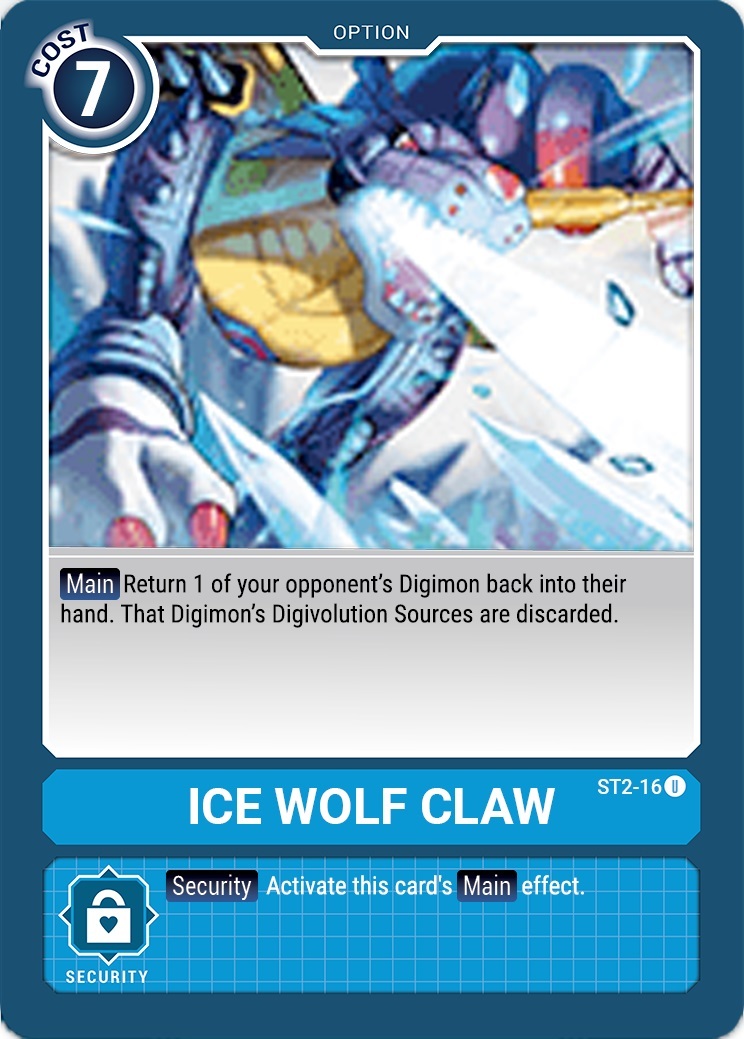 OPTION
COST
7
Main Return 1 of your opponent's Digimon back into their
hand. That Digimon's Digivolution Sources are discarded.
ICE WOLF CLAW
ST2-16 U
Security Activate this card's Main effect.
SECURITY